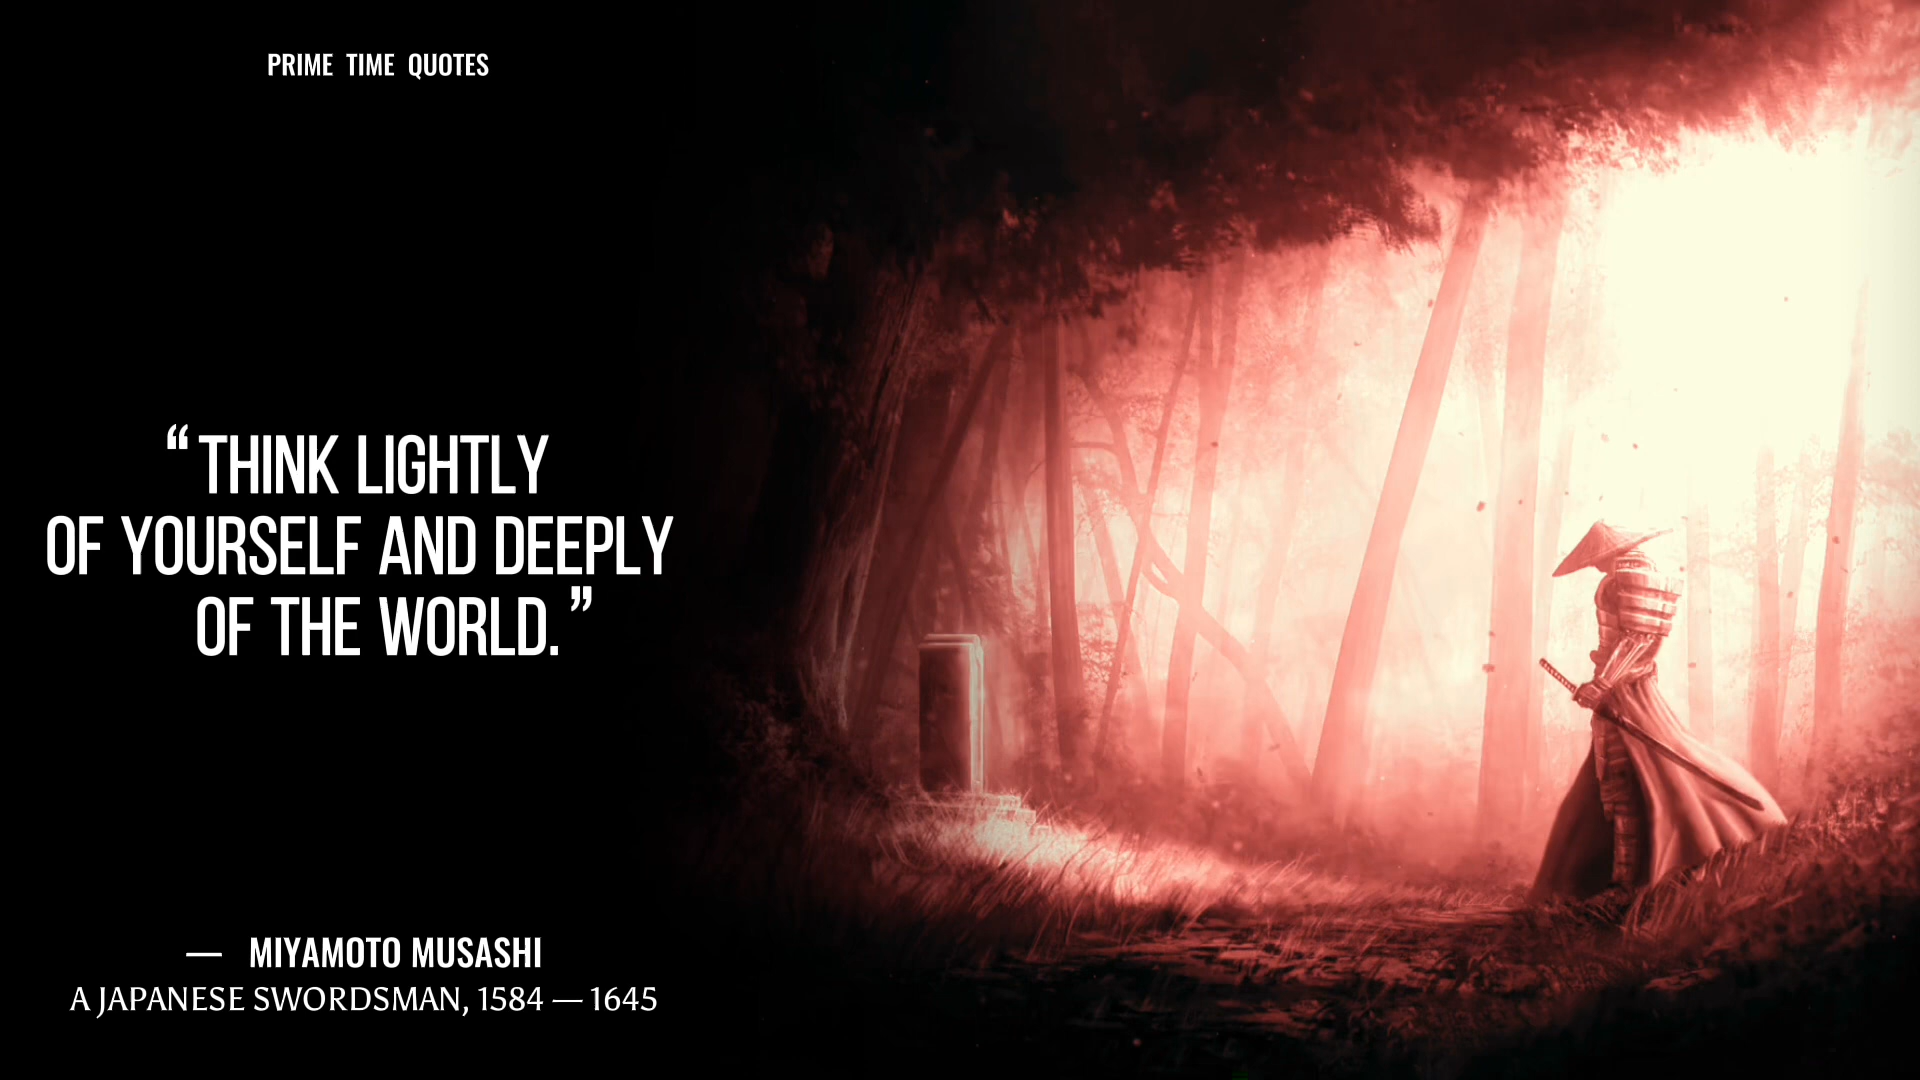 PRIME TIME QUOTES
“THINK LIGHTLY
OF YOURSELF AND DEEPLY
OF THE WORLD.”
— MIYAMOTO MUSASHI
A JAPANESE SWORDSMAN, 1584 — 1645